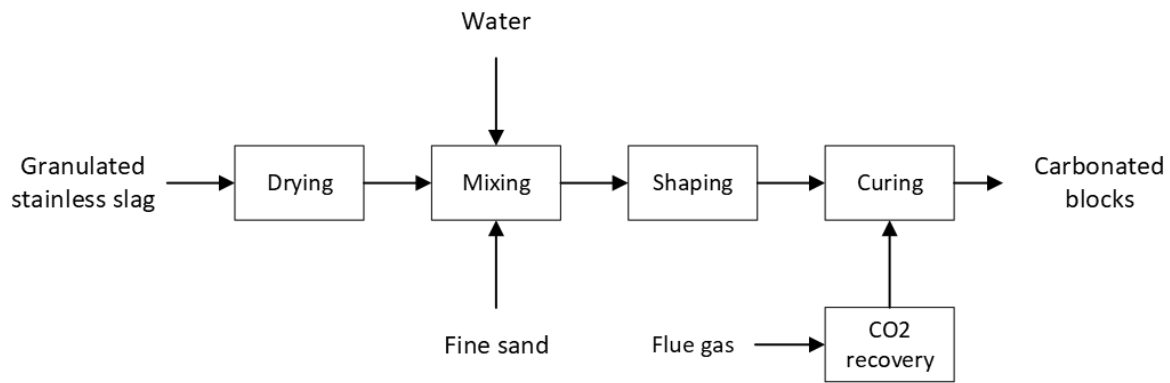 Water
Granulated
stainless slag
Drying
Mixing
Shaping
Curing
Carbonated
blocks
Fine sand
Flue gas
CO2
recovery